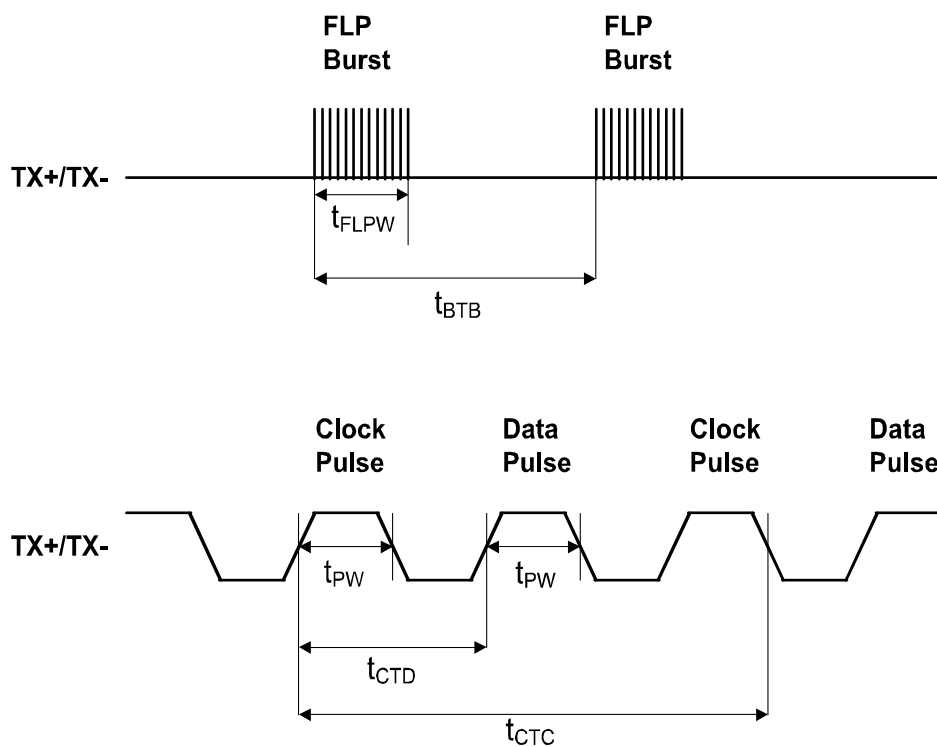 FLP
Burst
FLP
Burst
TX+/TX-
tFLPW
tBTB
Clock
Pulse
Data
Pulse
Clock
Pulse
Data
Pulse
TX+/TX-
tPW
tPW
tCTD
tCTC